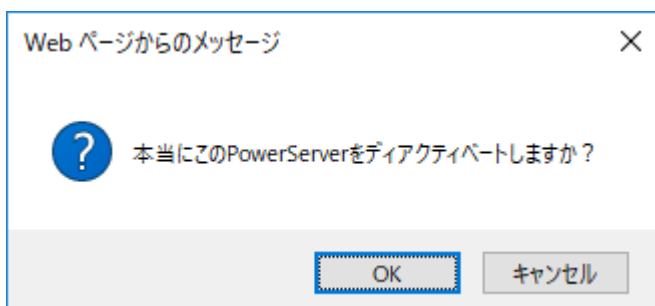 Web ページからのメッセージ
本当にこのPowerServerをディアクティベートしますか？
OK
キャンセル